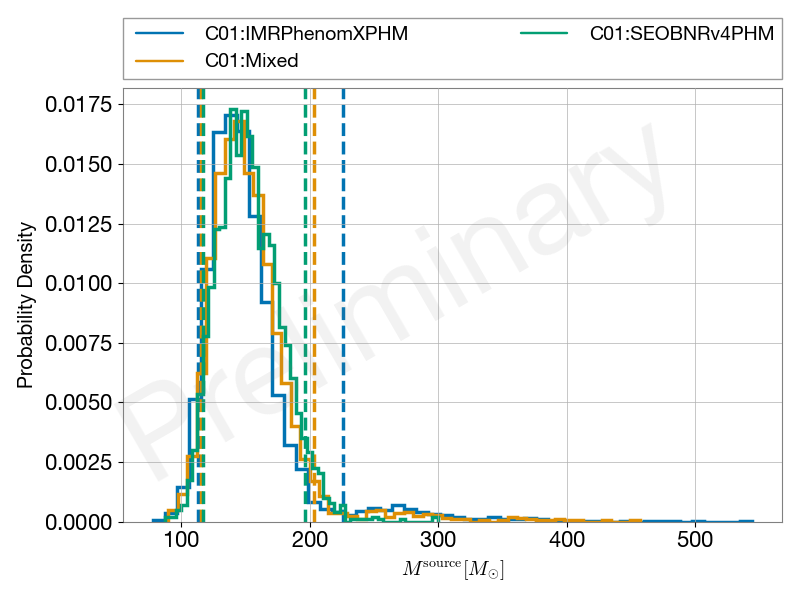 C01:IMRPhenomXPHM
C01:Mixed
C01:SEOBNRv4PHM
0.0175
0.0150
0.0125
0.0100
0.0075
0.0050
0.0025
0.0000
Probability Density
Preliminary
100 200 300 400 500
M^source [M_⊙]